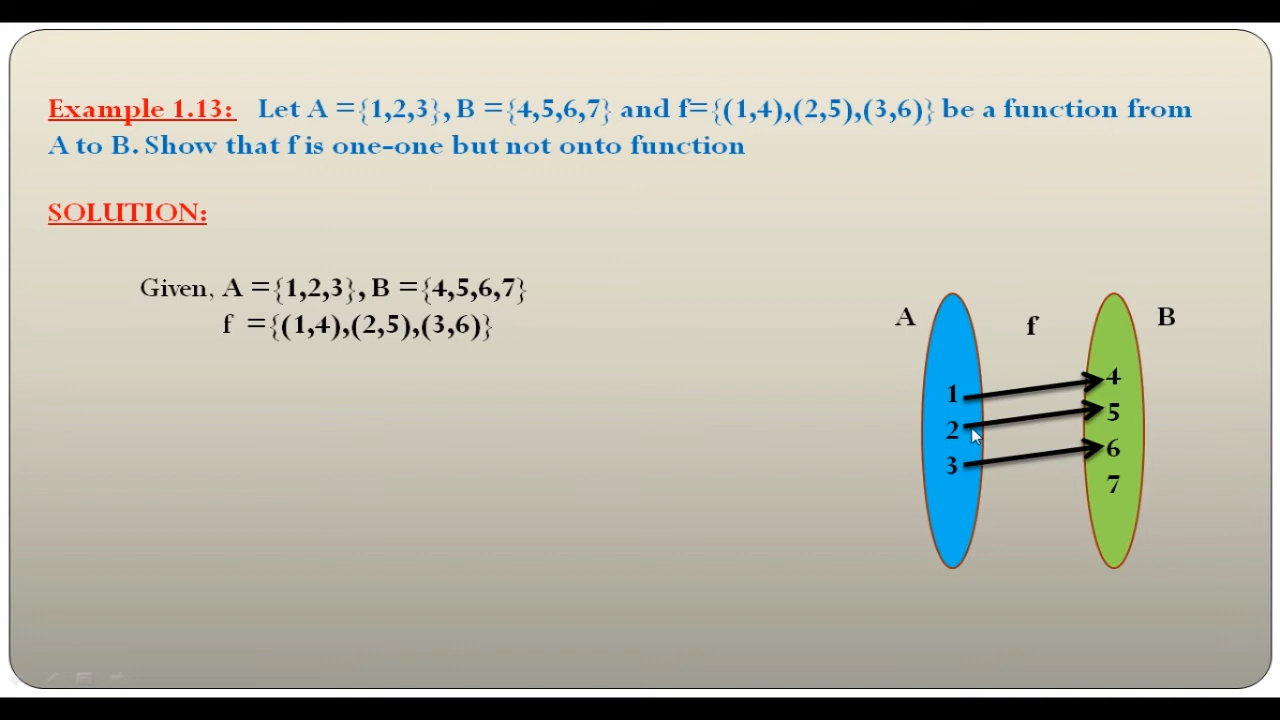 Example 1.13: Let A ={1,2,3}, B ={4,5,6,7} and f={(1,4),(2,5),(3,6)} be a function from
A to B. Show that f is one-one but not onto function
SOLUTION:
Given, A ={1,2,3}, B ={4,5,6,7}
f ={(1,4),(2,5),(3,6)}
A f B
1 4
2 5
3 6
7